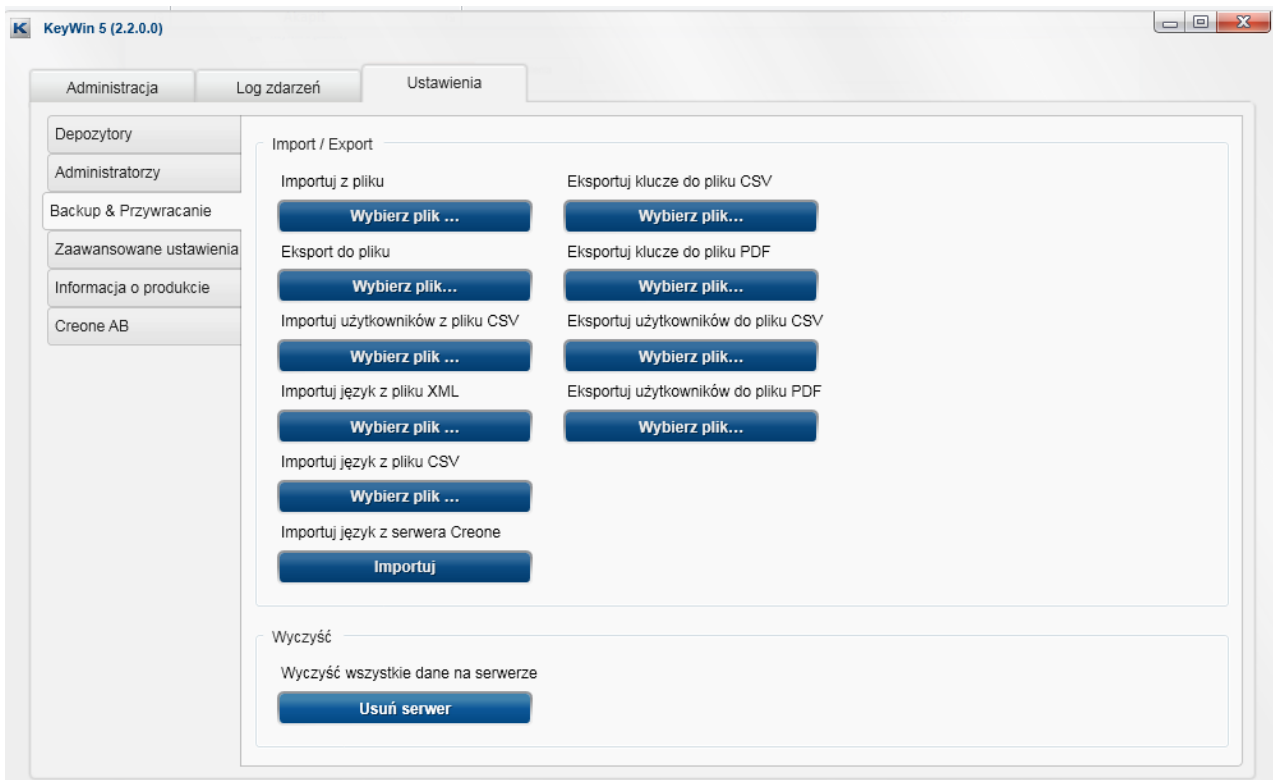 KeyWin 5 (2.2.0.0)
Administracja
Log zdarzeń
Ustawienia
Depozytory
Administratorzy
Backup & Przywracanie
Zaawansowane ustawienia
Informacja o produkcie
Creone AB
Import / Export
Importuj z pliku
Eksportuj klucze do pliku CSV
Wybierz plik ...
Wybierz plik...
Eksport do pliku
Eksportuj klucze do pliku PDF
Wybierz plik...
Wybierz plik...
Importuj użytkowników z pliku CSV
Eksportuj użytkowników do pliku CSV
Wybierz plik ...
Wybierz plik...
Importuj język z pliku XML
Eksportuj użytkowników do pliku PDF
Wybierz plik ...
Wybierz plik...
Importuj język z pliku CSV
Wybierz plik ...
Importuj język z serwera Creone
Importuj
Wyczyść
Wyczyść wszystkie dane na serwerze
Usuń serwer